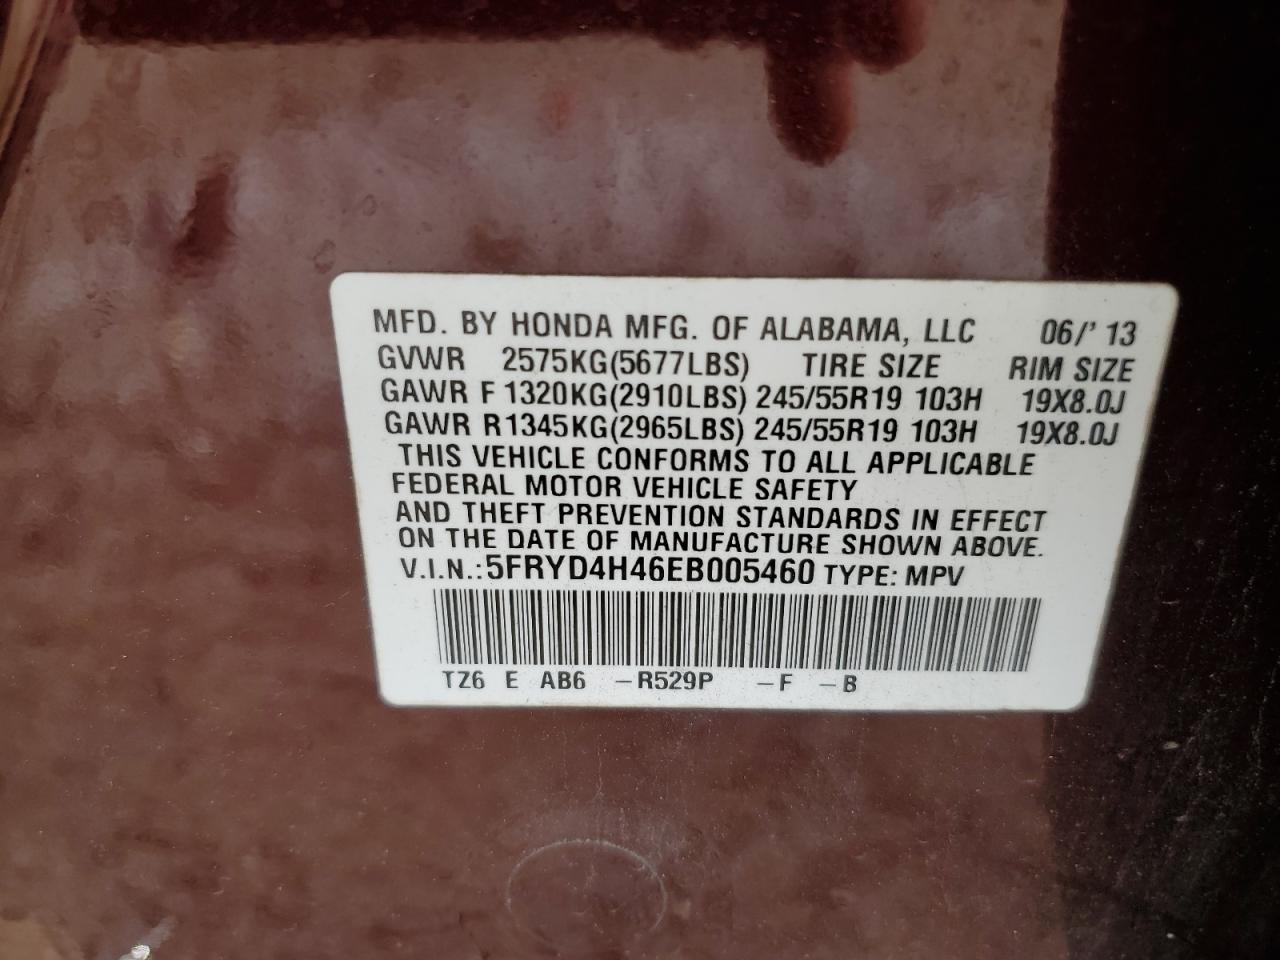 MFD. BY HONDA MFG. OF ALABAMA, LLC 06/' 13
GVWR 2575KG(5677LBS) TIRE SIZE RIM SIZE
GAWR F 1320KG(2910LBS) 245/55R19 103H 19X8.0J
GAWR R1345KG(2965LBS) 245/55R19 103H 19X8.0J
THIS VEHICLE CONFORMS TO ALL APPLICABLE
FEDERAL MOTOR VEHICLE SAFETY
AND THEFT PREVENTION STANDARDS IN EFFECT
ON THE DATE OF MANUFACTURE SHOWN ABOVE.
V.I.N.: 5FRYD4H46EB005460 TYPE: MPV
TZ6 E AB6 -R529P -F -B